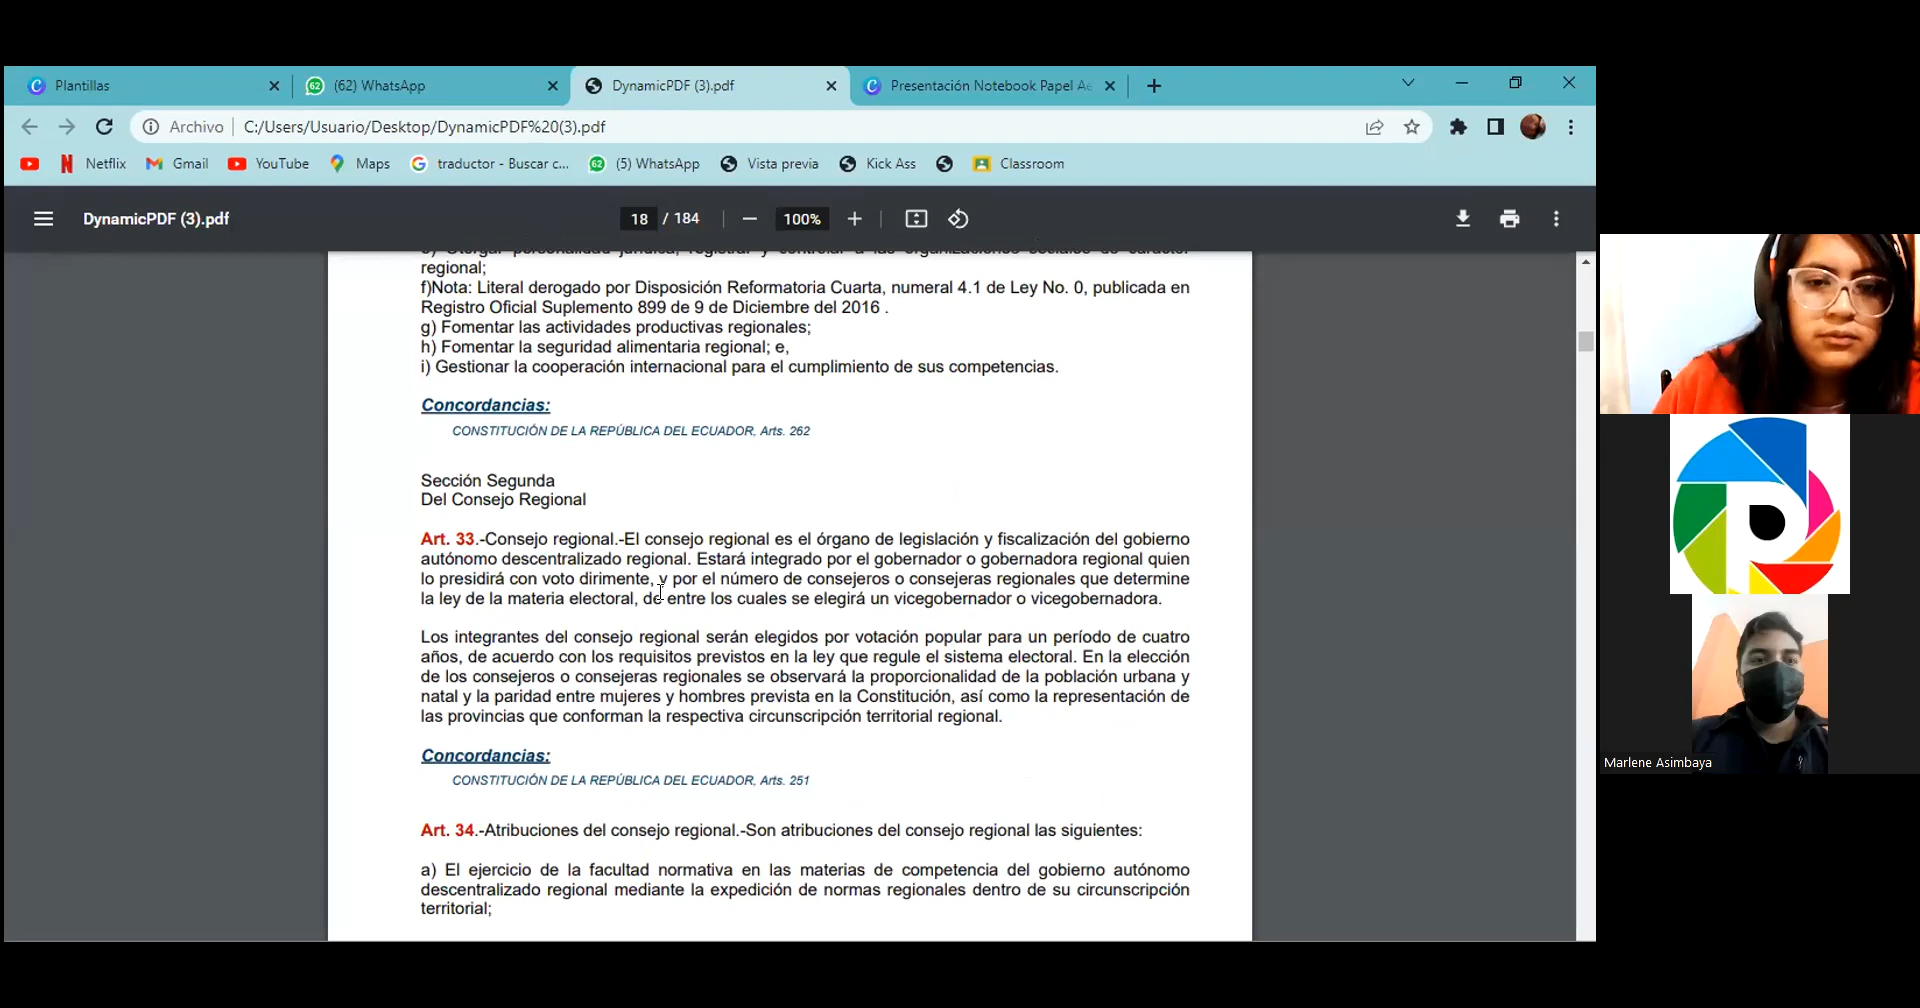 Plantillas
(62) WhatsApp
DynamicPDF (3).pdf
Presentación Notebook Papel Ae
Archivo
C:/Users/Usuario/Desktop/DynamicPDF%20(3).pdf
Netflix
Gmail
YouTube
Maps
traductor - Buscar c...
62
(5) WhatsApp
Vista previa
Kick Ass
Classroom
DynamicPDF (3).pdf
18 / 184
100%
regional;
f)Nota: Literal derogado por Disposición Reformatoria Cuarta, numeral 4.1 de Ley No. 0, publicada en
Registro Oficial Suplemento 899 de 9 de Diciembre del 2016 .
g) Fomentar las actividades productivas regionales;
h) Fomentar la seguridad alimentaria regional; e,
i) Gestionar la cooperación internacional para el cumplimiento de sus competencias.
Concordancias:
CONSTITUCIÓN DE LA REPÚBLICA DEL ECUADOR, Arts. 262
Sección Segunda
Del Consejo Regional
Art. 33.-Consejo regional.-El consejo regional es el órgano de legislación y fiscalización del gobierno
autónomo descentralizado regional. Estará integrado por el gobernador o gobernadora regional quien
lo presidirá con voto dirimente, y por el número de consejeros o consejeras regionales que determine
la ley de la materia electoral, de entre los cuales se elegirá un vicegobernador o vicegobernadora.
Los integrantes del consejo regional serán elegidos por votación popular para un período de cuatro
años, de acuerdo con los requisitos previstos en la ley que regule el sistema electoral. En la elección
de los consejeros o consejeras regionales se observará la proporcionalidad de la población urbana y
natal y la paridad entre mujeres y hombres prevista en la Constitución, así como la representación de
las provincias que conforman la respectiva circunscripción territorial regional.
Concordancias:
CONSTITUCIÓN DE LA REPÚBLICA DEL ECUADOR, Arts. 251
Art. 34.-Atribuciones del consejo regional.-Son atribuciones del consejo regional las siguientes:
a) El ejercicio de la facultad normativa en las materias de competencia del gobierno autónomo
descentralizado regional mediante la expedición de normas regionales dentro de su circunscripción
territorial;
Marlene Asimbaya